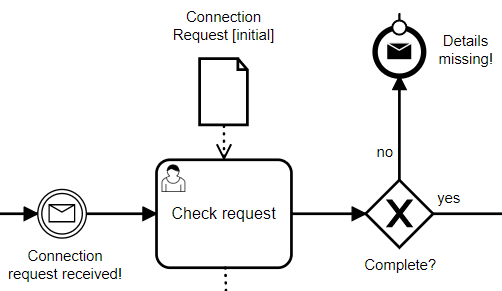 Connection
Request [initial]
Details
missing!
no
yes
Check request
Connection
request received!
Complete?